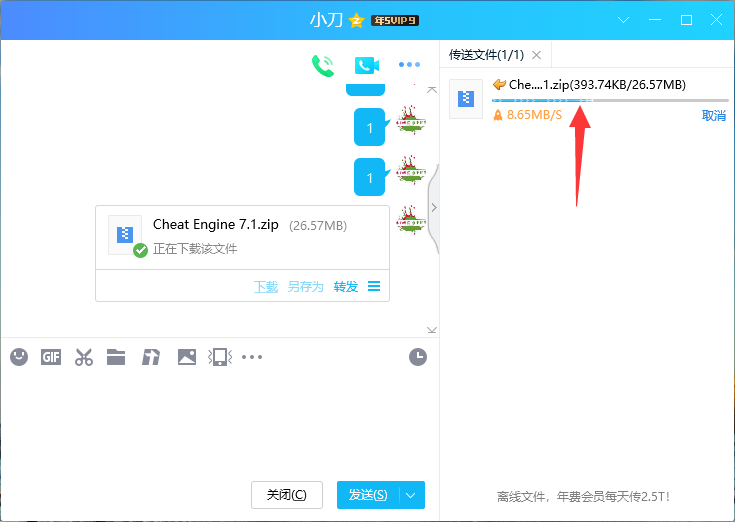 小刀 年SVIP9
传送文件(1/1)
Che....1.zip(393.74KB/26.57MB)
8.65MB/S 取消
1
1
Cheat Engine 7.1.zip (26.57MB)
正在下载该文件
下载 另存为 转发
GIF
关闭(C) 发送(S)
离线文件，年费会员每天传2.5T!